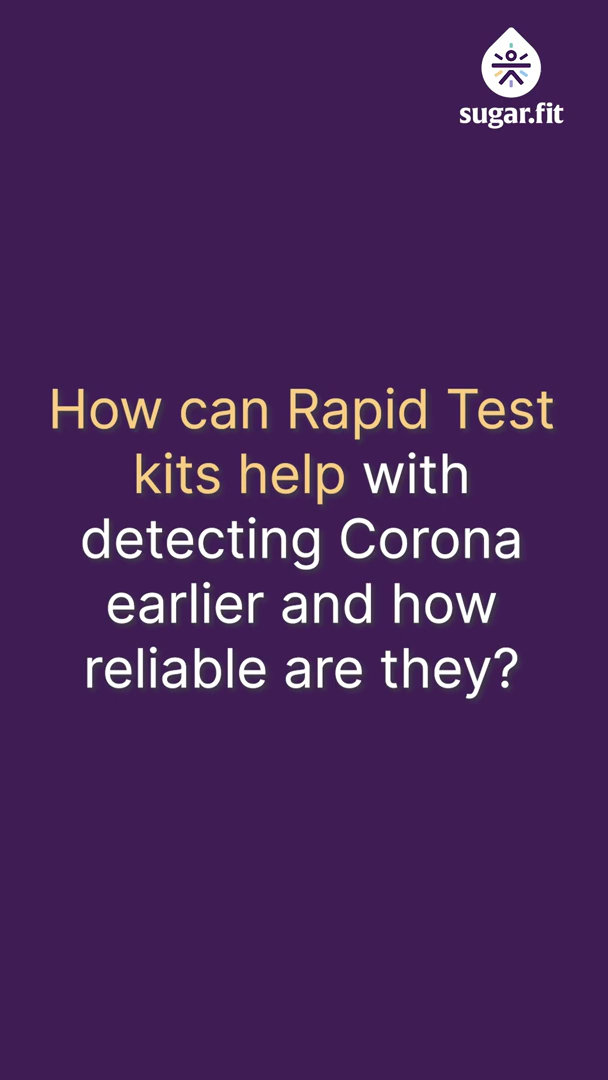 sugar.fit
How can Rapid Test
kits help with
detecting Corona
earlier and how
reliable are they?